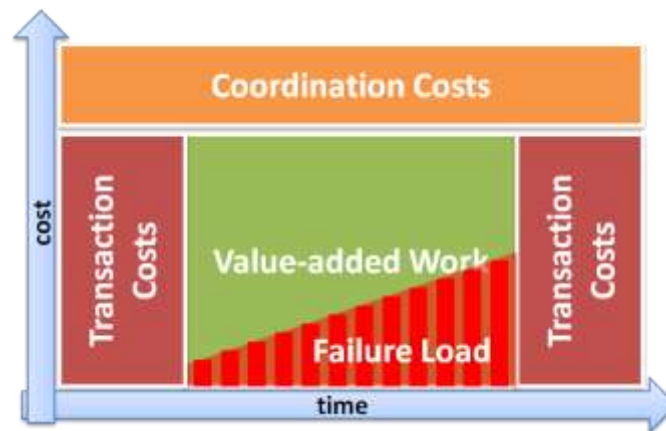 Coordination Costs
cost
Transaction
Costs
Value-added Work
Failure Load
Transaction
Costs
time